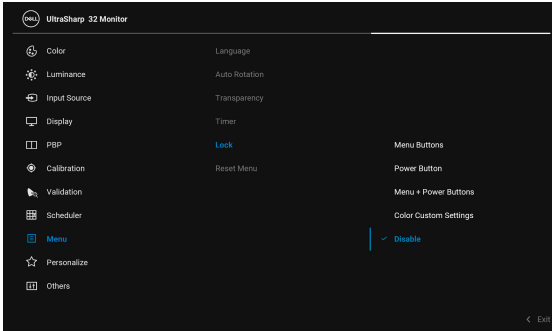 DELL UltraSharp 32 Monitor
Color Language
Luminance Auto Rotation
Input Source Transparency
Display Timer
PBP Lock Menu Buttons
Calibration Reset Menu Power Button
Validation Menu + Power Buttons
Scheduler Color Custom Settings
Menu Disable
Personalize
Others
Exit